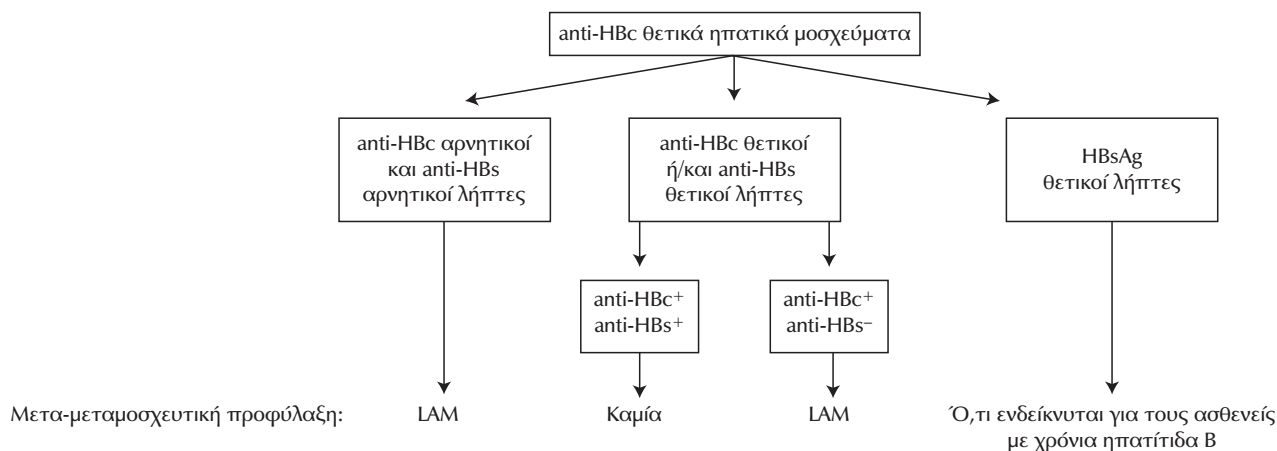 anti-HBc θετικά ηπατικά μοσχεύματα
anti-HBc αρνητικοί
και anti-HBs
αρνητικοί λήπτες
anti-HBc θετικοί
ή/και anti-HBs
θετικοί λήπτες
HBsAg
θετικοί λήπτες
anti-HBc⁺
anti-HBs⁺
anti-HBc⁺
anti-HBs⁻
Μετα-μεταμοσχευτική προφύλαξη:
LAM
Καμία
LAM
Ό,τι ενδείκνυται για τους ασθενείς
με χρόνια ηπατίτιδα Β